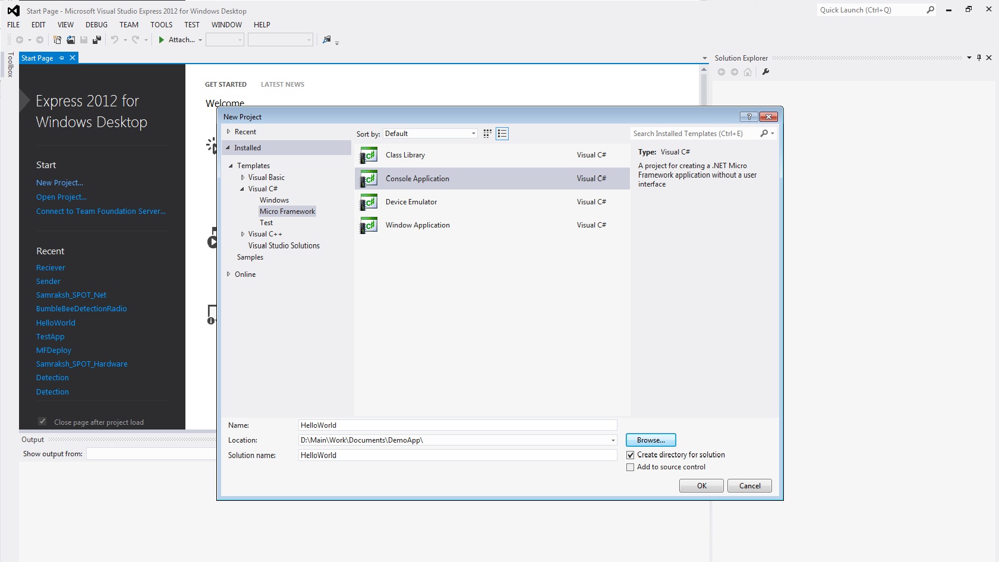 Start Page - Microsoft Visual Studio Express 2012 for Windows Desktop
Quick Launch (Ctrl+Q)
FILE EDIT VIEW DEBUG TEAM TOOLS TEST WINDOW HELP
Attach...
Toolbox
Start Page
Solution Explorer
Express 2012 for
Windows Desktop
Start
New Project...
Open Project...
Connect to Team Foundation Server...
Recent
Reciever
Sender
Samraksh_SPOT_Net
BumbleBeeDetectionRadio
HelloWorld
TestApp
MFDeploy
Samraksh_SPOT_Hardware
Detection
Detection
Close page after project load
GET STARTED LATEST NEWS
Welcome
New Project
?
Recent
Installed
Templates
Visual Basic
Visual C#
Windows
Micro Framework
Test
Visual C++
Visual Studio Solutions
Samples
Online
Sort by: Default
Class Library Visual C#
Console Application Visual C#
Device Emulator Visual C#
Window Application Visual C#
Search Installed Templates (Ctrl+E)
Type: Visual C#
A project for creating a .NET Micro
Framework application without a user
interface
Name: HelloWorld
Location: D:\Main\Work\Documents\DemoApp\
Browse...
Solution name: HelloWorld
Create directory for solution
Add to source control
OK Cancel
Output
Show output from: